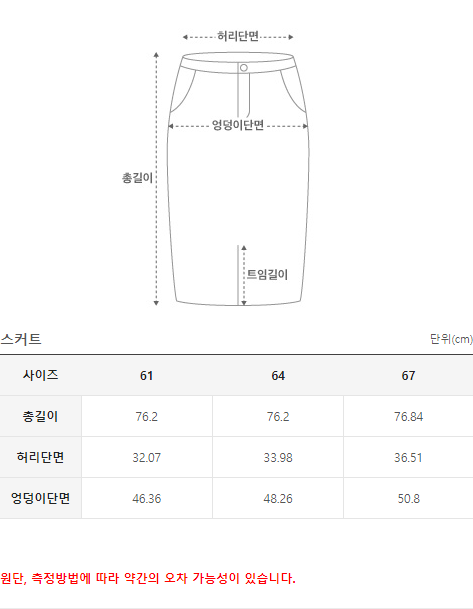 허리단면
엉덩이단면
총길이
트임길이
스커트 단위(cm)
사이즈 61 64 67
총길이 76.2 76.2 76.84
허리단면 32.07 33.98 36.51
엉덩이단면 46.36 48.26 50.8
원단, 측정방법에 따라 약간의 오차 가능성이 있습니다.